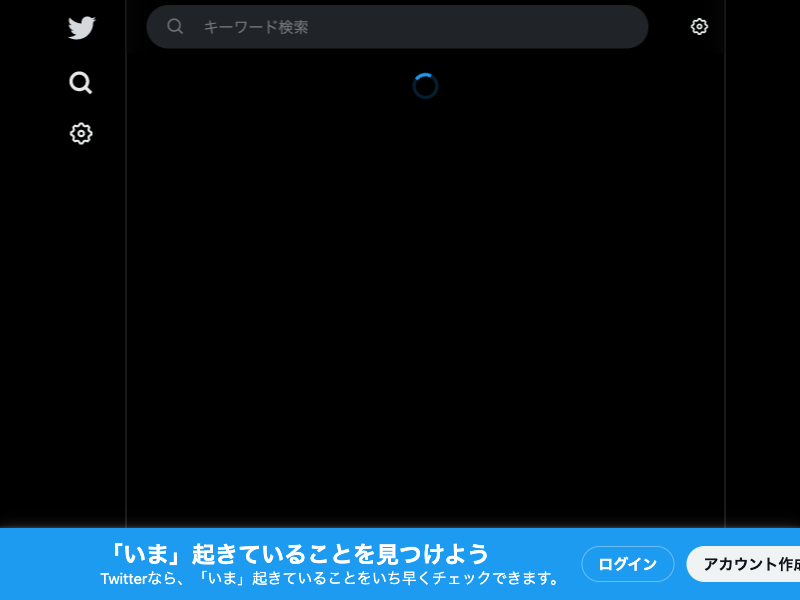 キーワード検索
「いま」起きていることを見つけよう
Twitterなら、「いま」起きていることをいち早くチェックできます。
ログイン
アカウント作成